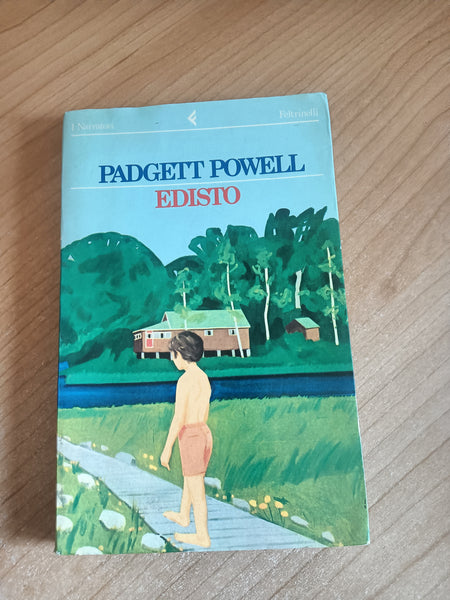 I Narratori
Feltrinelli
PADGETT POWELL
EDISTO